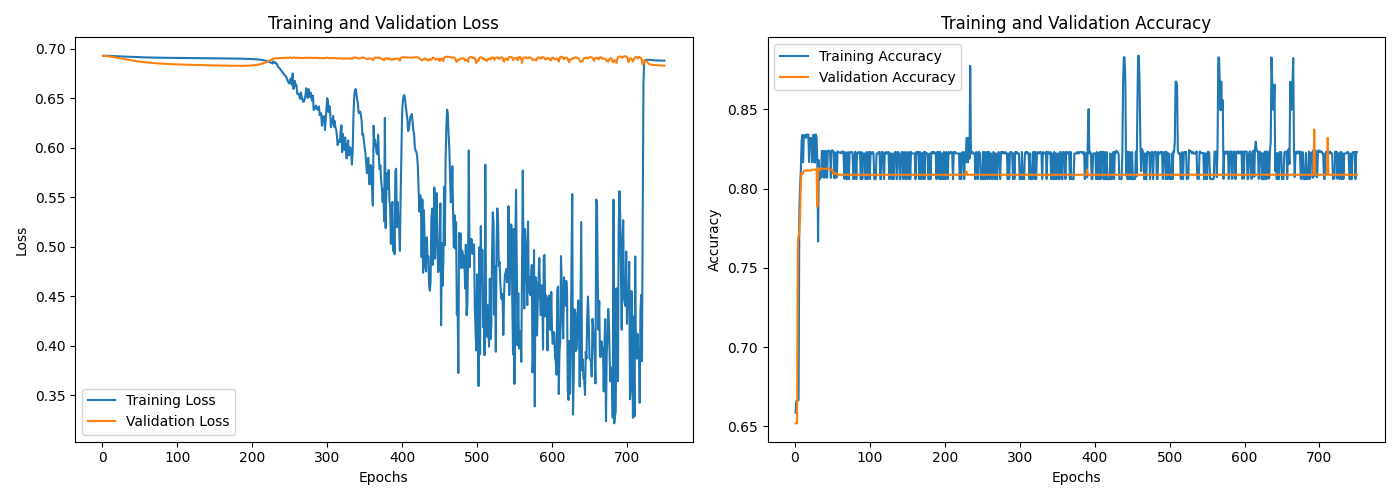 Training and Validation Loss
0.70
0.65
0.60
0.55
0.50
0.45
0.40
0.35
Loss
Training Loss
Validation Loss
0 100 200 300 400 500 600 700
Epochs
Training and Validation Accuracy
Training Accuracy
Validation Accuracy
0.85
0.80
0.75
0.70
0.65
Accuracy
0 100 200 300 400 500 600 700
Epochs